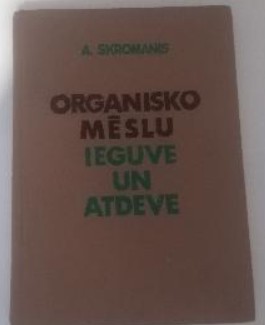 A. SKROMANIS
ORGANISKO
MĒSLU
IEGUVE
UN
ATDEVE